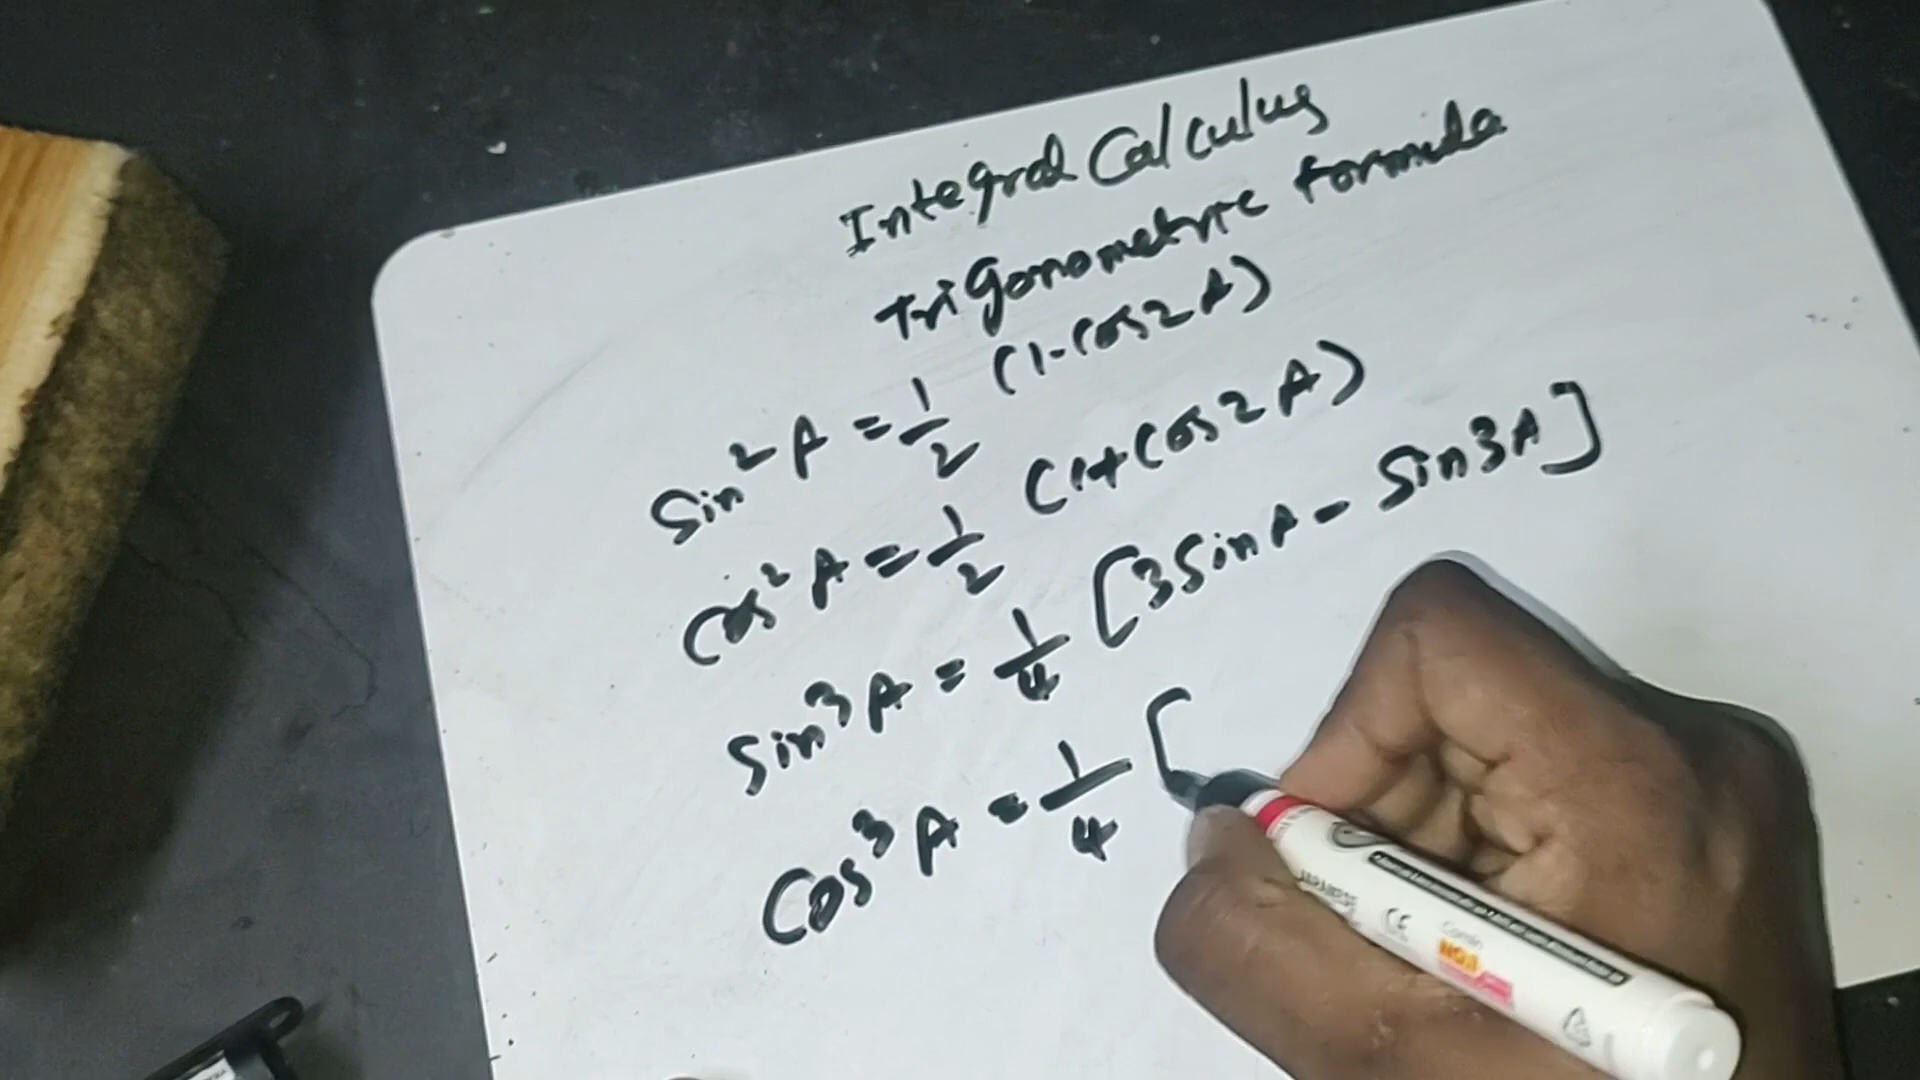 Integral Calculus
Trigonometric formula
sin²A = 1/2 (1-cos2A)
cos²A = 1/2 (1+cos2A)
sin³A = 1/4 [3sinA - sin3A]
cos³A = 1/4 [